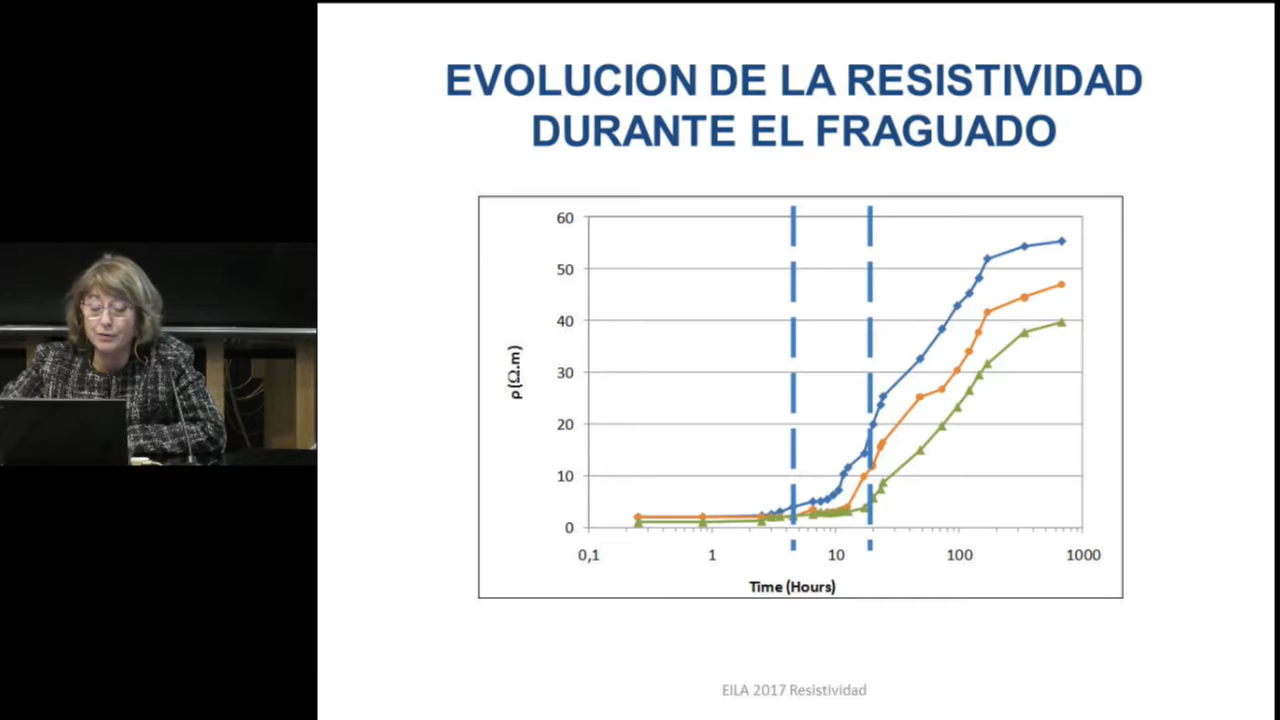 EVOLUCION DE LA RESISTIVIDAD
DURANTE EL FRAGUADO
60
50
40
30
20
10
0
ρ (Ω.m)
0,1 1 10 100 1000
Time (Hours)
EILA 2017 Resistividad